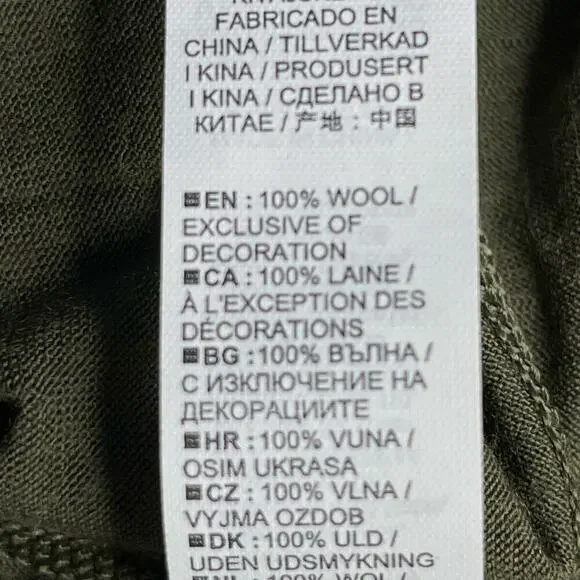 FABRICADO EN
CHINA / TILLVERKAD
I KINA / PRODUSERT
I KINA / СДЕЛАНО В
КИТАЕ / 产地 : 中国
EN : 100% WOOL /
EXCLUSIVE OF
DECORATION
CA : 100% LAINE /
À L'EXCEPTION DES
DÉCORATIONS
BG : 100% ВЪЛНА /
С ИЗКЛЮЧЕНИЕ НА
ДЕКОРАЦИИТЕ
HR : 100% VUNA /
OSIM UKRASA
CZ : 100% VLNA /
VYJMA OZDOB
DK : 100% ULD /
UDEN UDSMYKNING